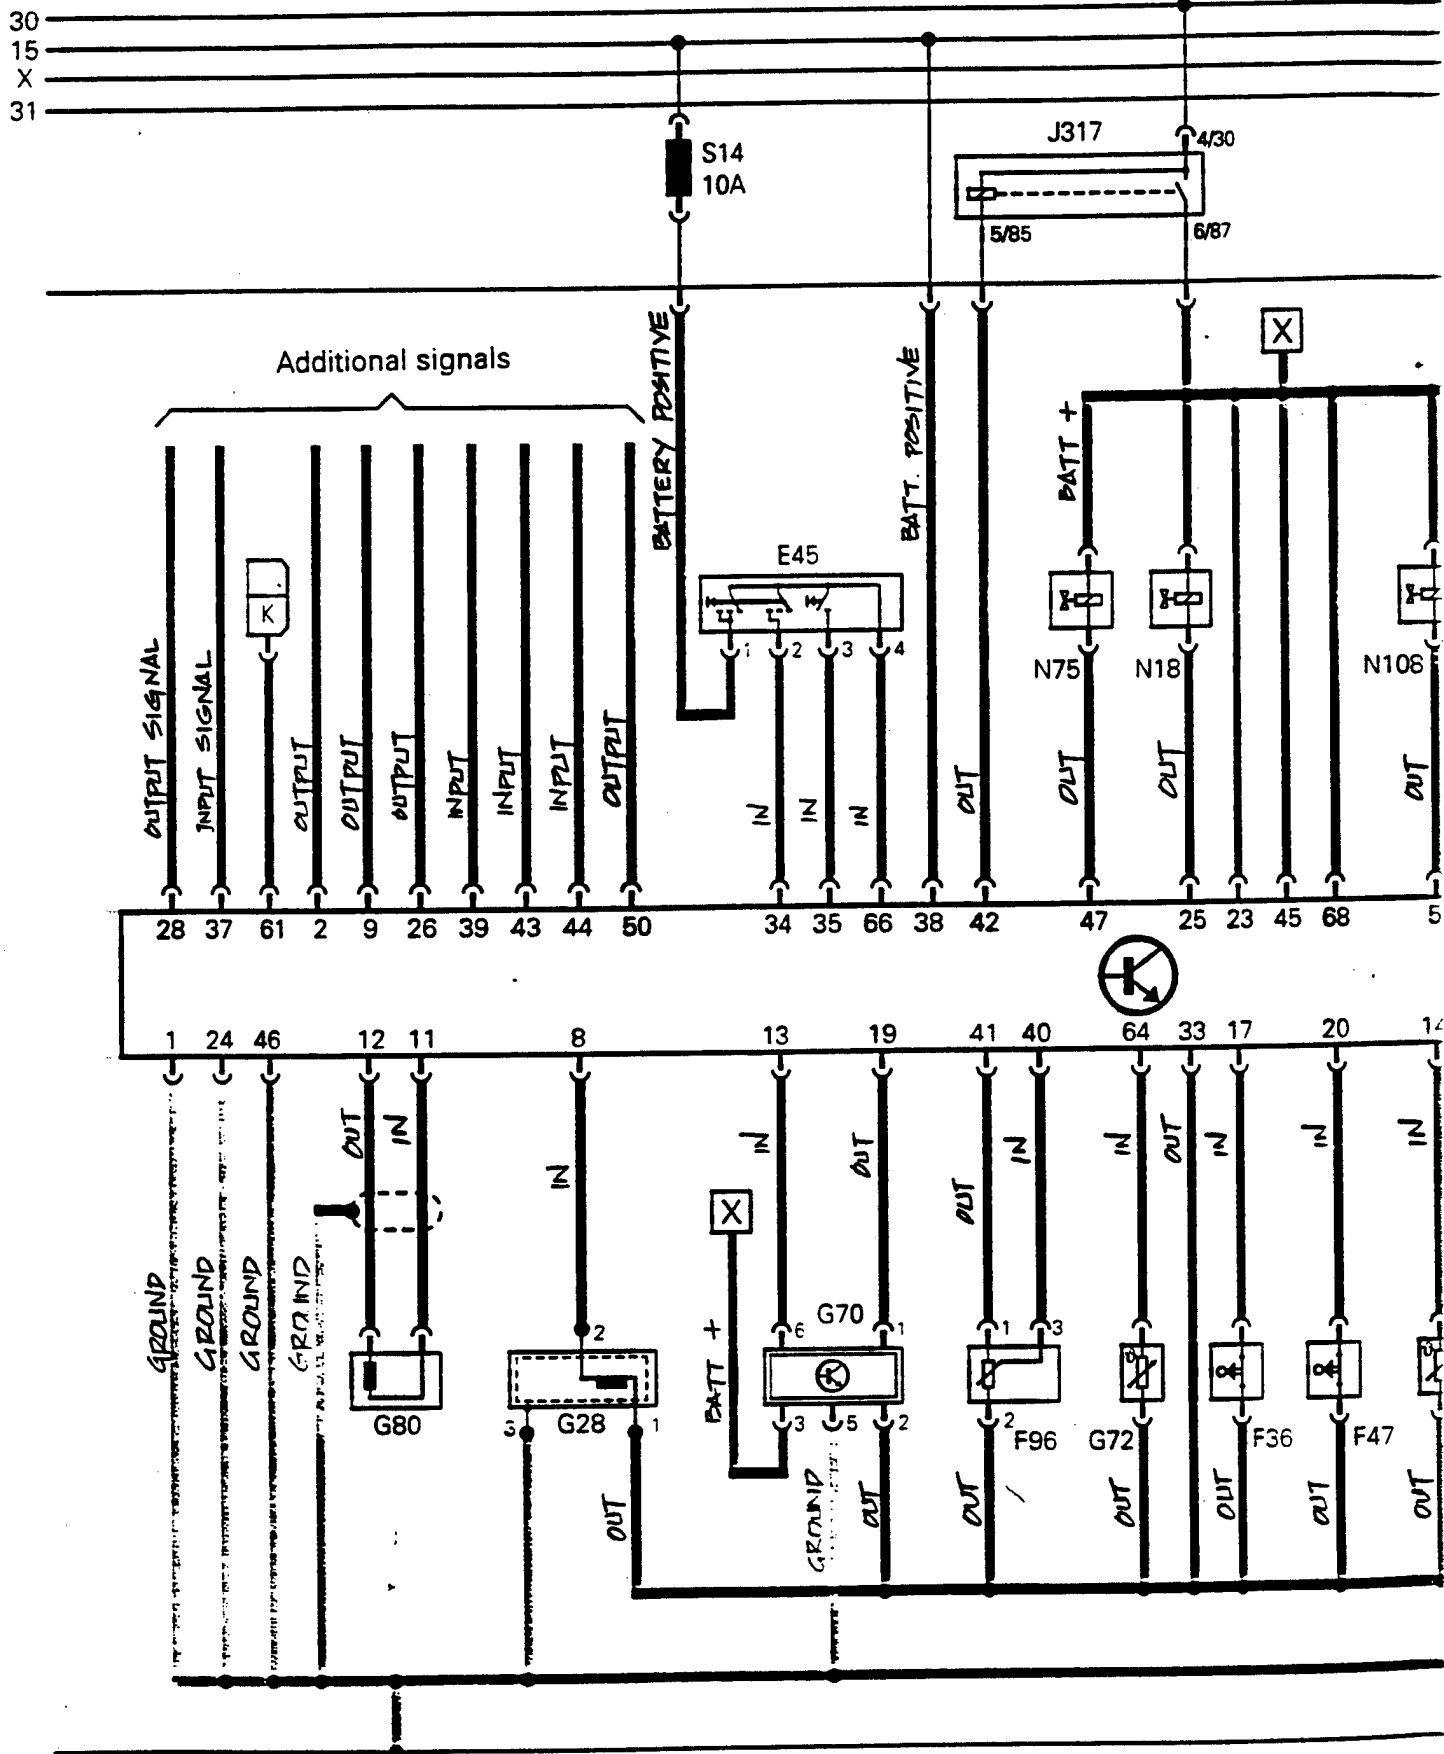 30
15
X
31
S14
10A
J317
4/30
5/85
6/87
Additional signals
BATTERY POSITIVE
BATT. POSITIVE
BATT +
X
E45
1 2 3 4
K
N75
N18
N108
OUTPUT SIGNAL
INPUT SIGNAL
OUTPUT
OUTPUT
OUTPUT
INPUT
INPUT
INPUT
OUTPUT
IN
IN
IN
OUT
OUT
OUT
OUT
28 37 61 2 9 26 39 43 44 50 34 35 66 38 42 47 25 23 45 68 5
1 24 46 12 11 8 13 19 41 40 64 33 17 20 14
OUT
IN
IN
IN
OUT
OUT
IN
IN
OUT
IN
IN
IN
X
GROUND
GROUND
GROUND
GROUND
BATT +
2
6
G70
1
1
3
G80
3
G28
1
3
5
2
2
F96
G72
F36
F47
OUT
GROUND
OUT
OUT
OUT
OUT
OUT
OUT